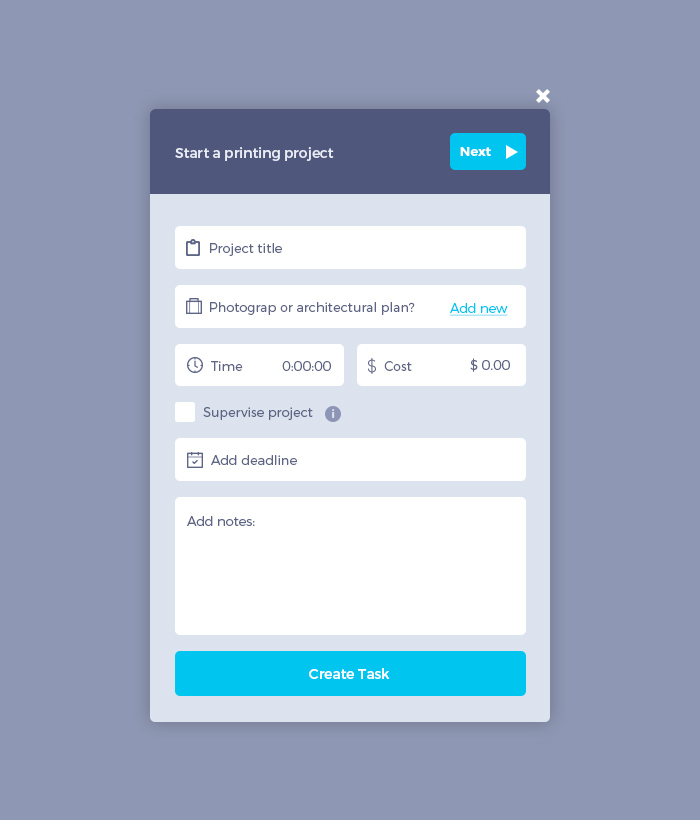 Start a printing project
Next
Project title
Photograp or architectural plan? Add new
Time 0:00:00
$ Cost $ 0.00
Supervise project i
Add deadline
Add notes:
Create Task